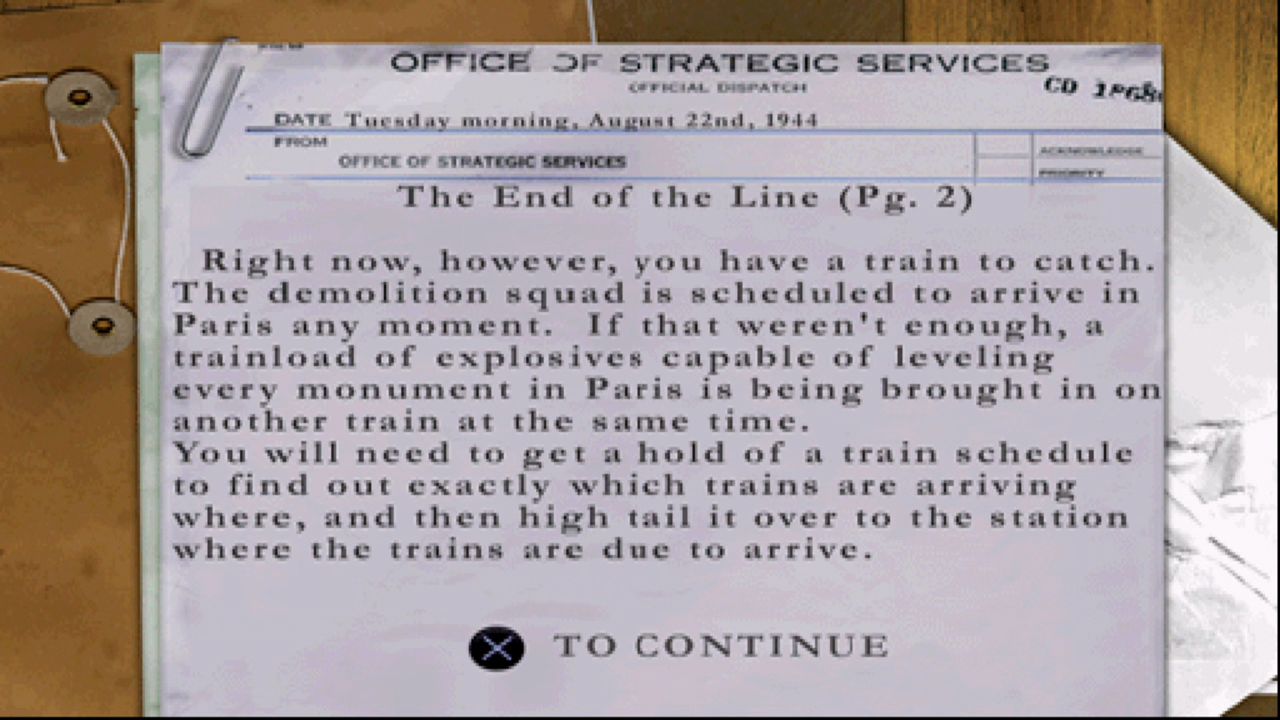 OFFICE OF STRATEGIC SERVICES
OFFICIAL DISPATCH
DATE Tuesday morning, August 22nd, 1944
FROM
OFFICE OF STRATEGIC SERVICES
ACKNOWLEDGE
PRIORITY
The End of the Line (Pg. 2)
Right now, however, you have a train to catch.
The demolition squad is scheduled to arrive in
Paris any moment. If that weren't enough, a
trainload of explosives capable of leveling
every monument in Paris is being brought in on
another train at the same time.
You will need to get a hold of a train schedule
to find out exactly which trains are arriving
where, and then high tail it over to the station
where the trains are due to arrive.
TO CONTINUE